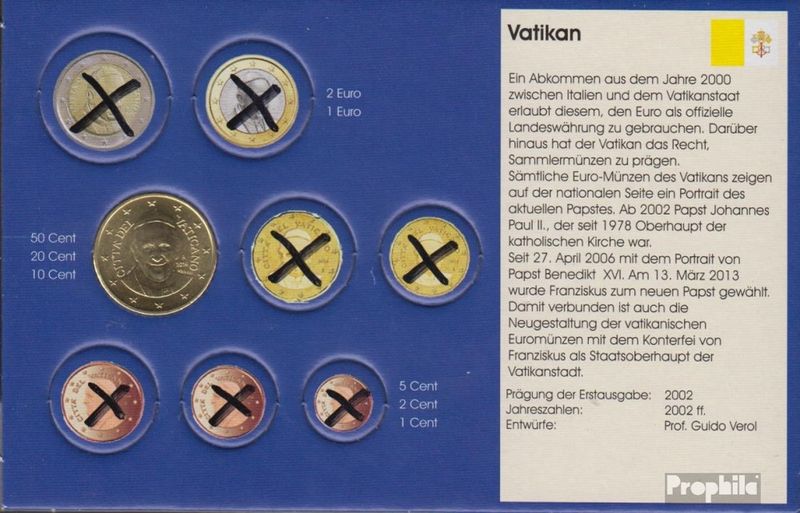 2 Euro
1 Euro
50 Cent
20 Cent
10 Cent
CITTA' DEL VATICANO
5 Cent
2 Cent
1 Cent
Vatikan
Ein Abkommen aus dem Jahre 2000
zwischen Italien und dem Vatikanstaat
erlaubt diesem, den Euro als offizielle
Landeswährung zu gebrauchen. Darüber
hinaus hat der Vatikan das Recht,
Sammlermünzen zu prägen.
Sämtliche Euro-Münzen des Vatikans zeigen
auf der nationalen Seite ein Portrait des
aktuellen Papstes. Ab 2002 Papst Johannes
Paul II., der seit 1978 Oberhaupt der
katholischen Kirche war.
Seit 27. April 2006 mit dem Portrait von
Papst Benedikt XVI. Am 13. März 2013
wurde Franziskus zum neuen Papst gewählt.
Damit verbunden ist auch die
Neugestaltung der vatikanischen
Euromünzen mit dem Konterfei von
Franziskus als Staatsoberhaupt der
Vatikanstadt.
Prägung der Erstausgabe: 2002
Jahreszahlen: 2002 ff.
Entwürfe: Prof. Guido Verol
Prophila